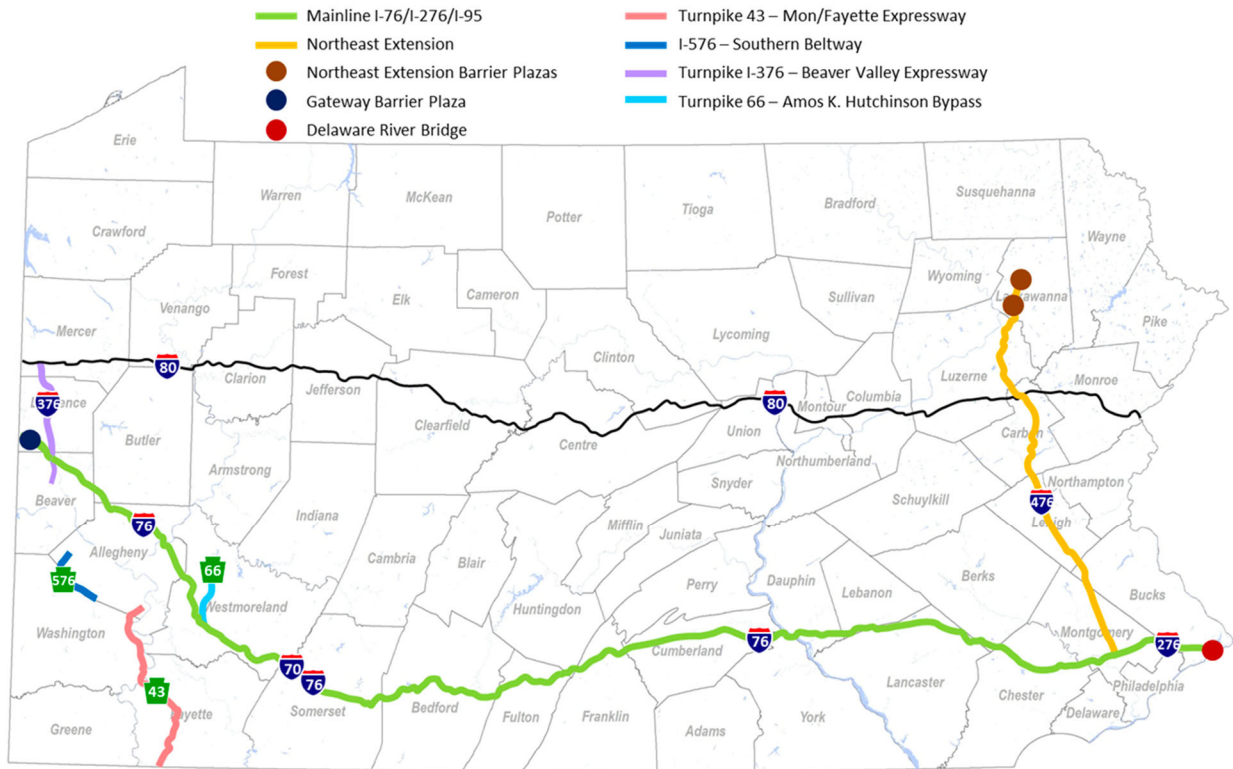 Mainline I-76/I-276/I-95
Turnpike 43 – Mon/Fayette Expressway
Northeast Extension
I-576 – Southern Beltway
Northeast Extension Barrier Plazas
Turnpike I-376 – Beaver Valley Expressway
Gateway Barrier Plaza
Turnpike 66 – Amos K. Hutchinson Bypass
Delaware River Bridge
Erie
Warren
McKean
Potter
Tioga
Bradford
Susquehanna
Crawford
Wayne
Forest
Wyoming
Lackawanna
Venango
Elk
Cameron
Sullivan
Mercer
Lycoming
Pike
80
Clarion
Jefferson
Clinton
Luzerne
Monroe
376
Lawrence
80
Montour
Columbia
Butler
Clearfield
Centre
Union
Carbon
Armstrong
Northumberland
Snyder
Northampton
Beaver
Schuylkill
476
Lehigh
76
Indiana
Mifflin
Juniata
Allegheny
Cambria
Blair
66
576
Perry
Dauphin
Lebanon
Berks
Bucks
Westmoreland
Huntingdon
Washington
Montgomery
Cumberland
76
276
70
76
Lancaster
Philadelphia
43
Fayette
Somerset
Bedford
Fulton
Franklin
York
Chester
Delaware
Greene
Adams